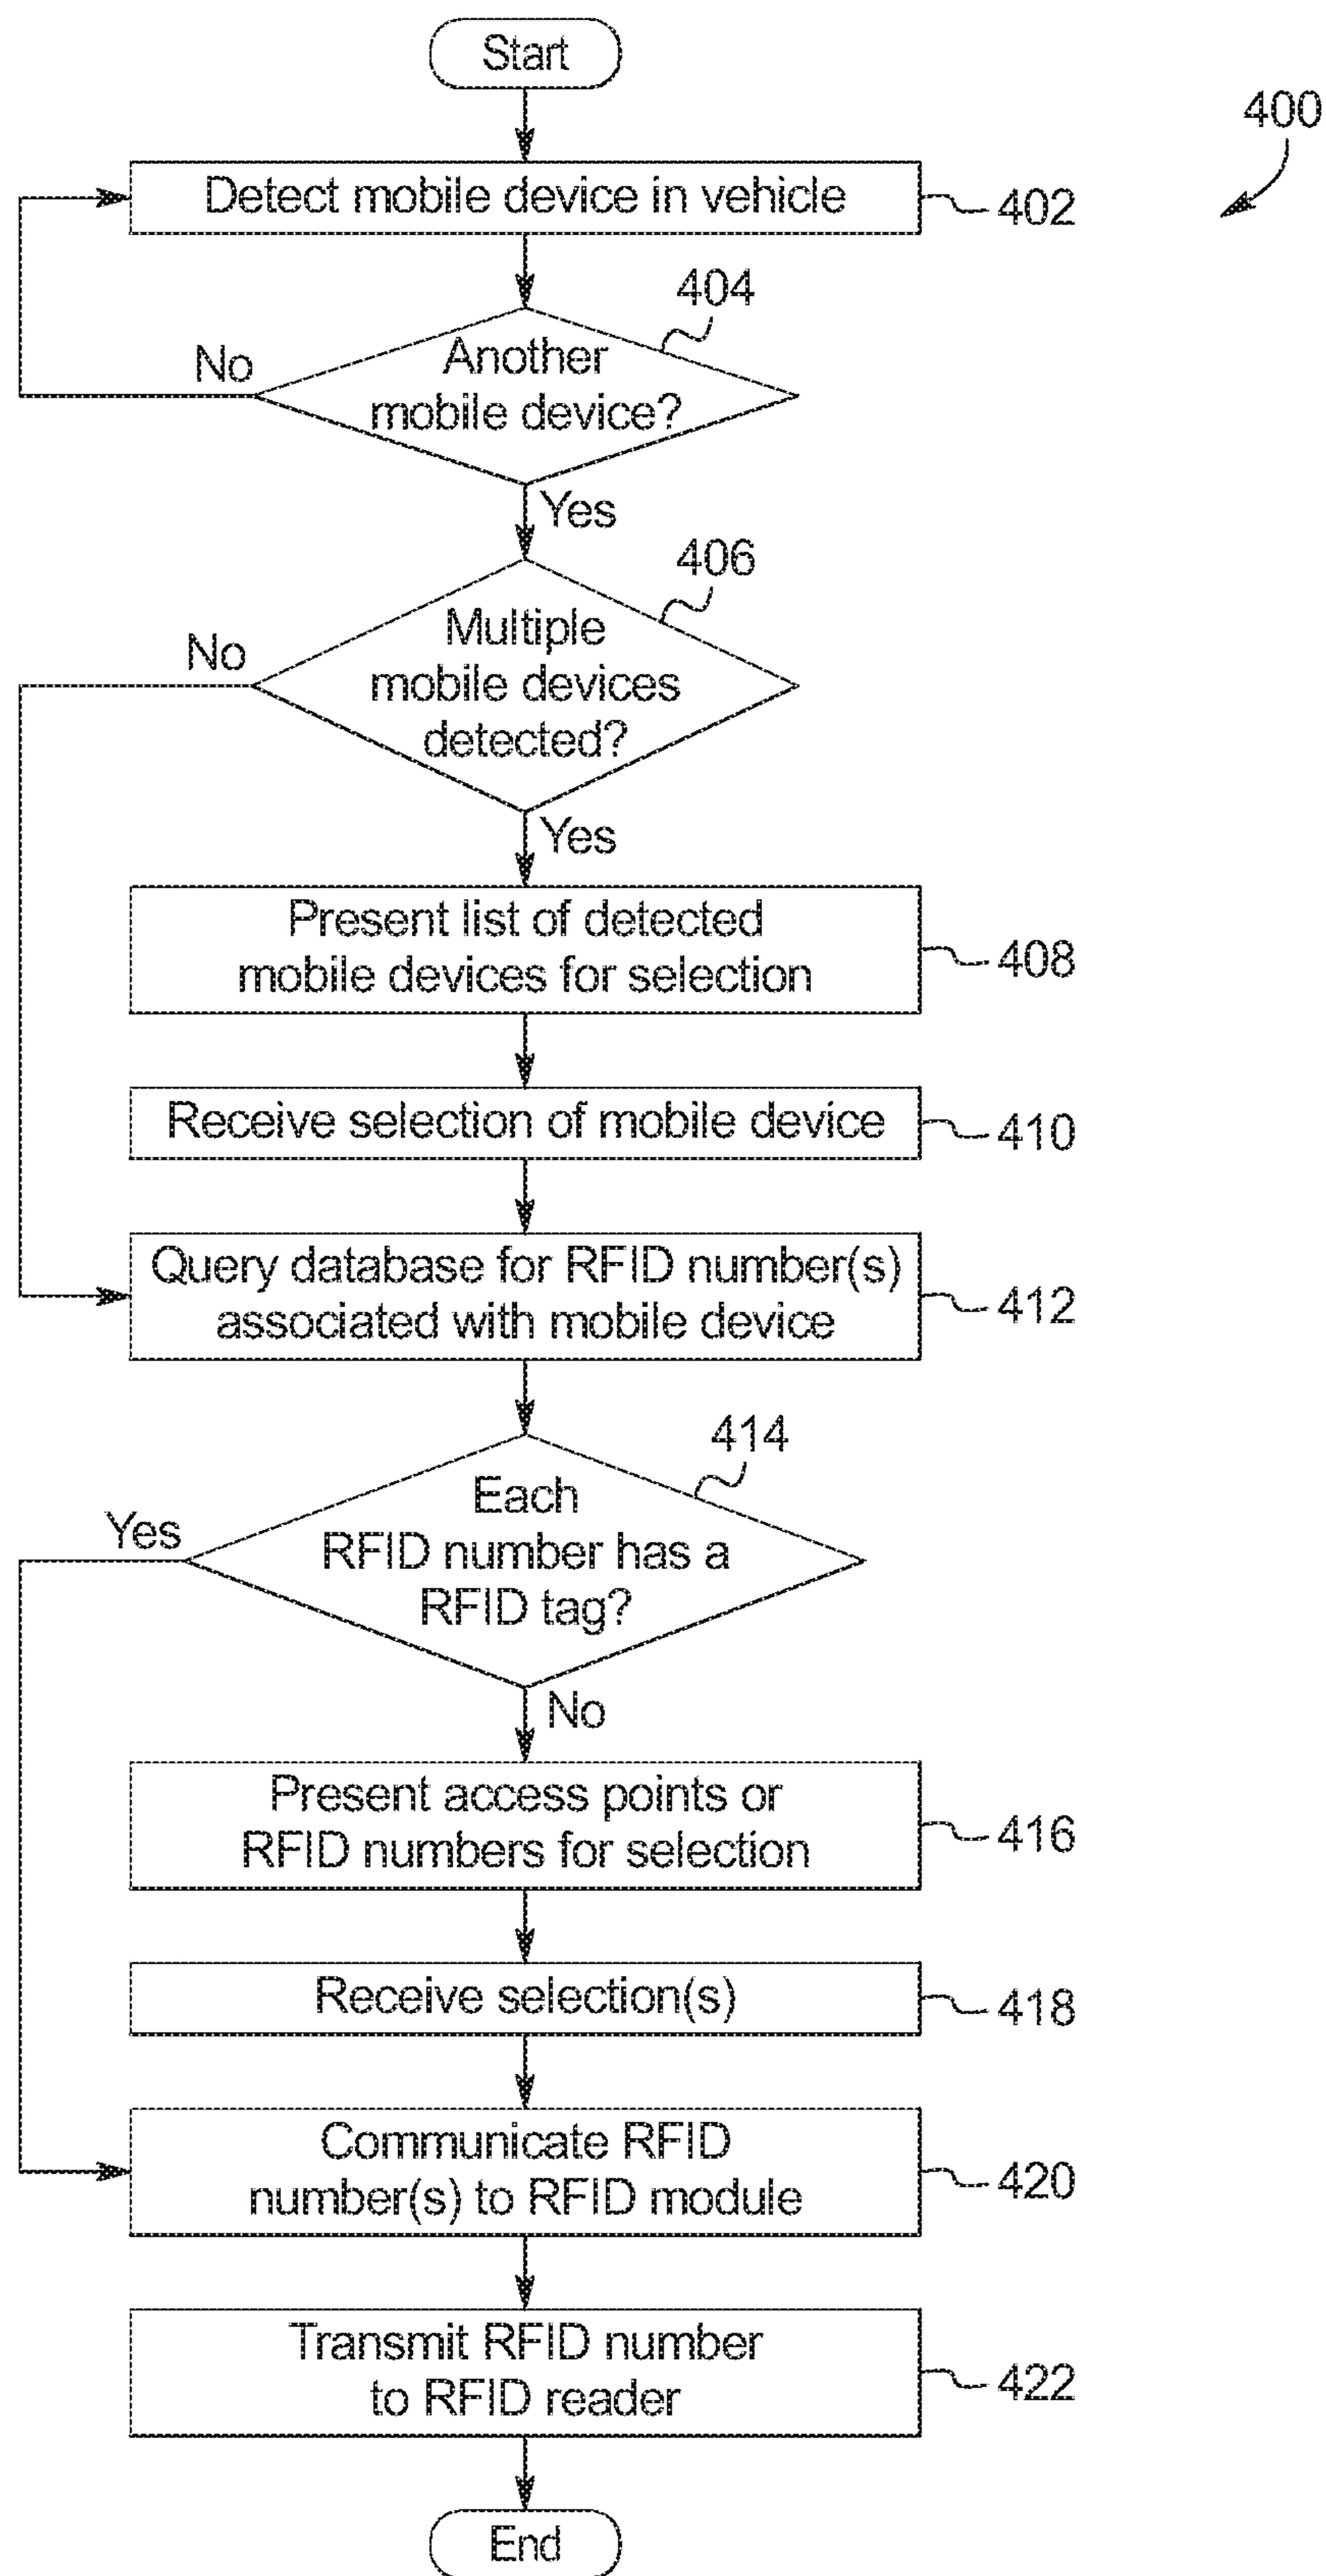 Start
400
Detect mobile device in vehicle
402
404
Another
mobile device?
No
Yes
406
Multiple
mobile devices
detected?
No
Yes
Present list of detected
mobile devices for selection
408
Receive selection of mobile device
410
Query database for RFID number(s)
associated with mobile device
412
414
Each
RFID number has a
RFID tag?
Yes
No
Present access points or
RFID numbers for selection
416
Receive selection(s)
418
Communicate RFID
number(s) to RFID module
420
Transmit RFID number
to RFID reader
422
End